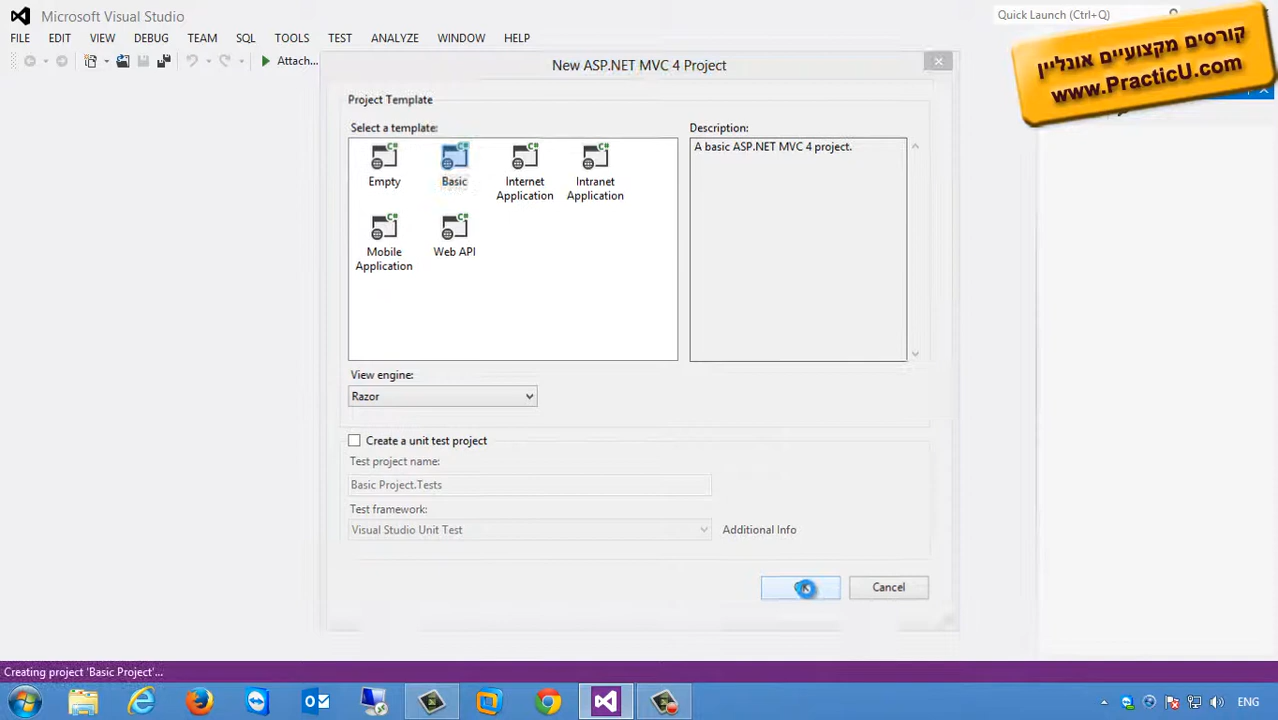 Microsoft Visual Studio
Quick Launch (Ctrl+Q)
קורסים מקצועיים אונליין
www.PracticU.com
FILE EDIT VIEW DEBUG TEAM SQL TOOLS TEST ANALYZE WINDOW HELP
Attach...
New ASP.NET MVC 4 Project
Project Template
Select a template:
Description:
Empty
Basic
Internet Application
Intranet Application
Mobile Application
Web API
A basic ASP.NET MVC 4 project.
View engine:
Razor
Create a unit test project
Test project name:
Basic Project.Tests
Test framework:
Visual Studio Unit Test
Additional Info
Cancel
Creating project 'Basic Project'...
ENG